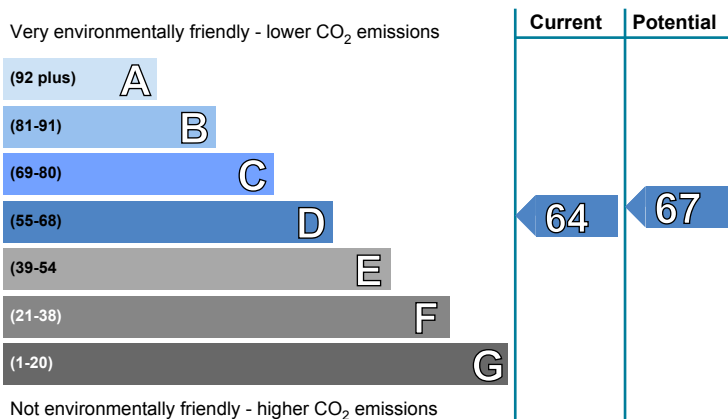 Current Potential
Very environmentally friendly - lower CO2 emissions
(92 plus) A
(81-91) B
(69-80) C
(55-68) D 64 67
(39-54 E
(21-38) F
(1-20) G
Not environmentally friendly - higher CO2 emissions